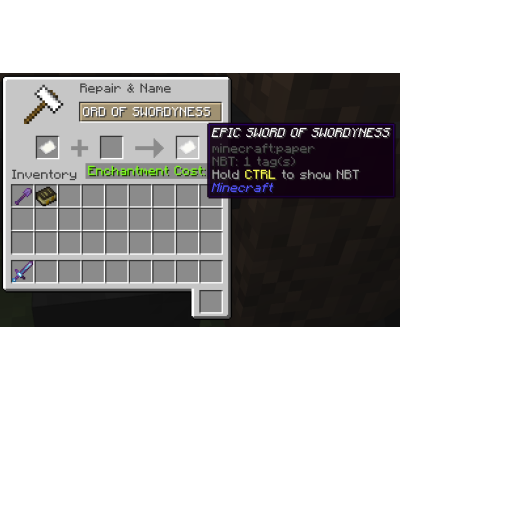 Repair & Name
ORD OF SWORDYNESS
EPIC SWORD OF SWORDYNESS
minecraft:paper
NBT: 1 tag(s)
Hold CTRL to show NBT
Minecraft
Enchantment Cost:
Inventory